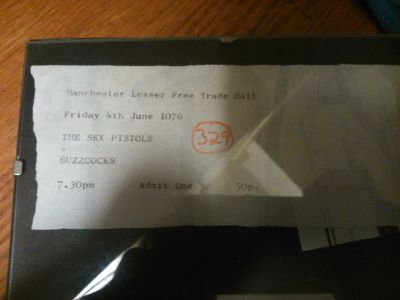 Manchester Lesser Free Trade Hall
Friday 4th June 1076
THE SEX PISTOLS
329
BUZZCOCKS
7.30pm Admit One 50p.